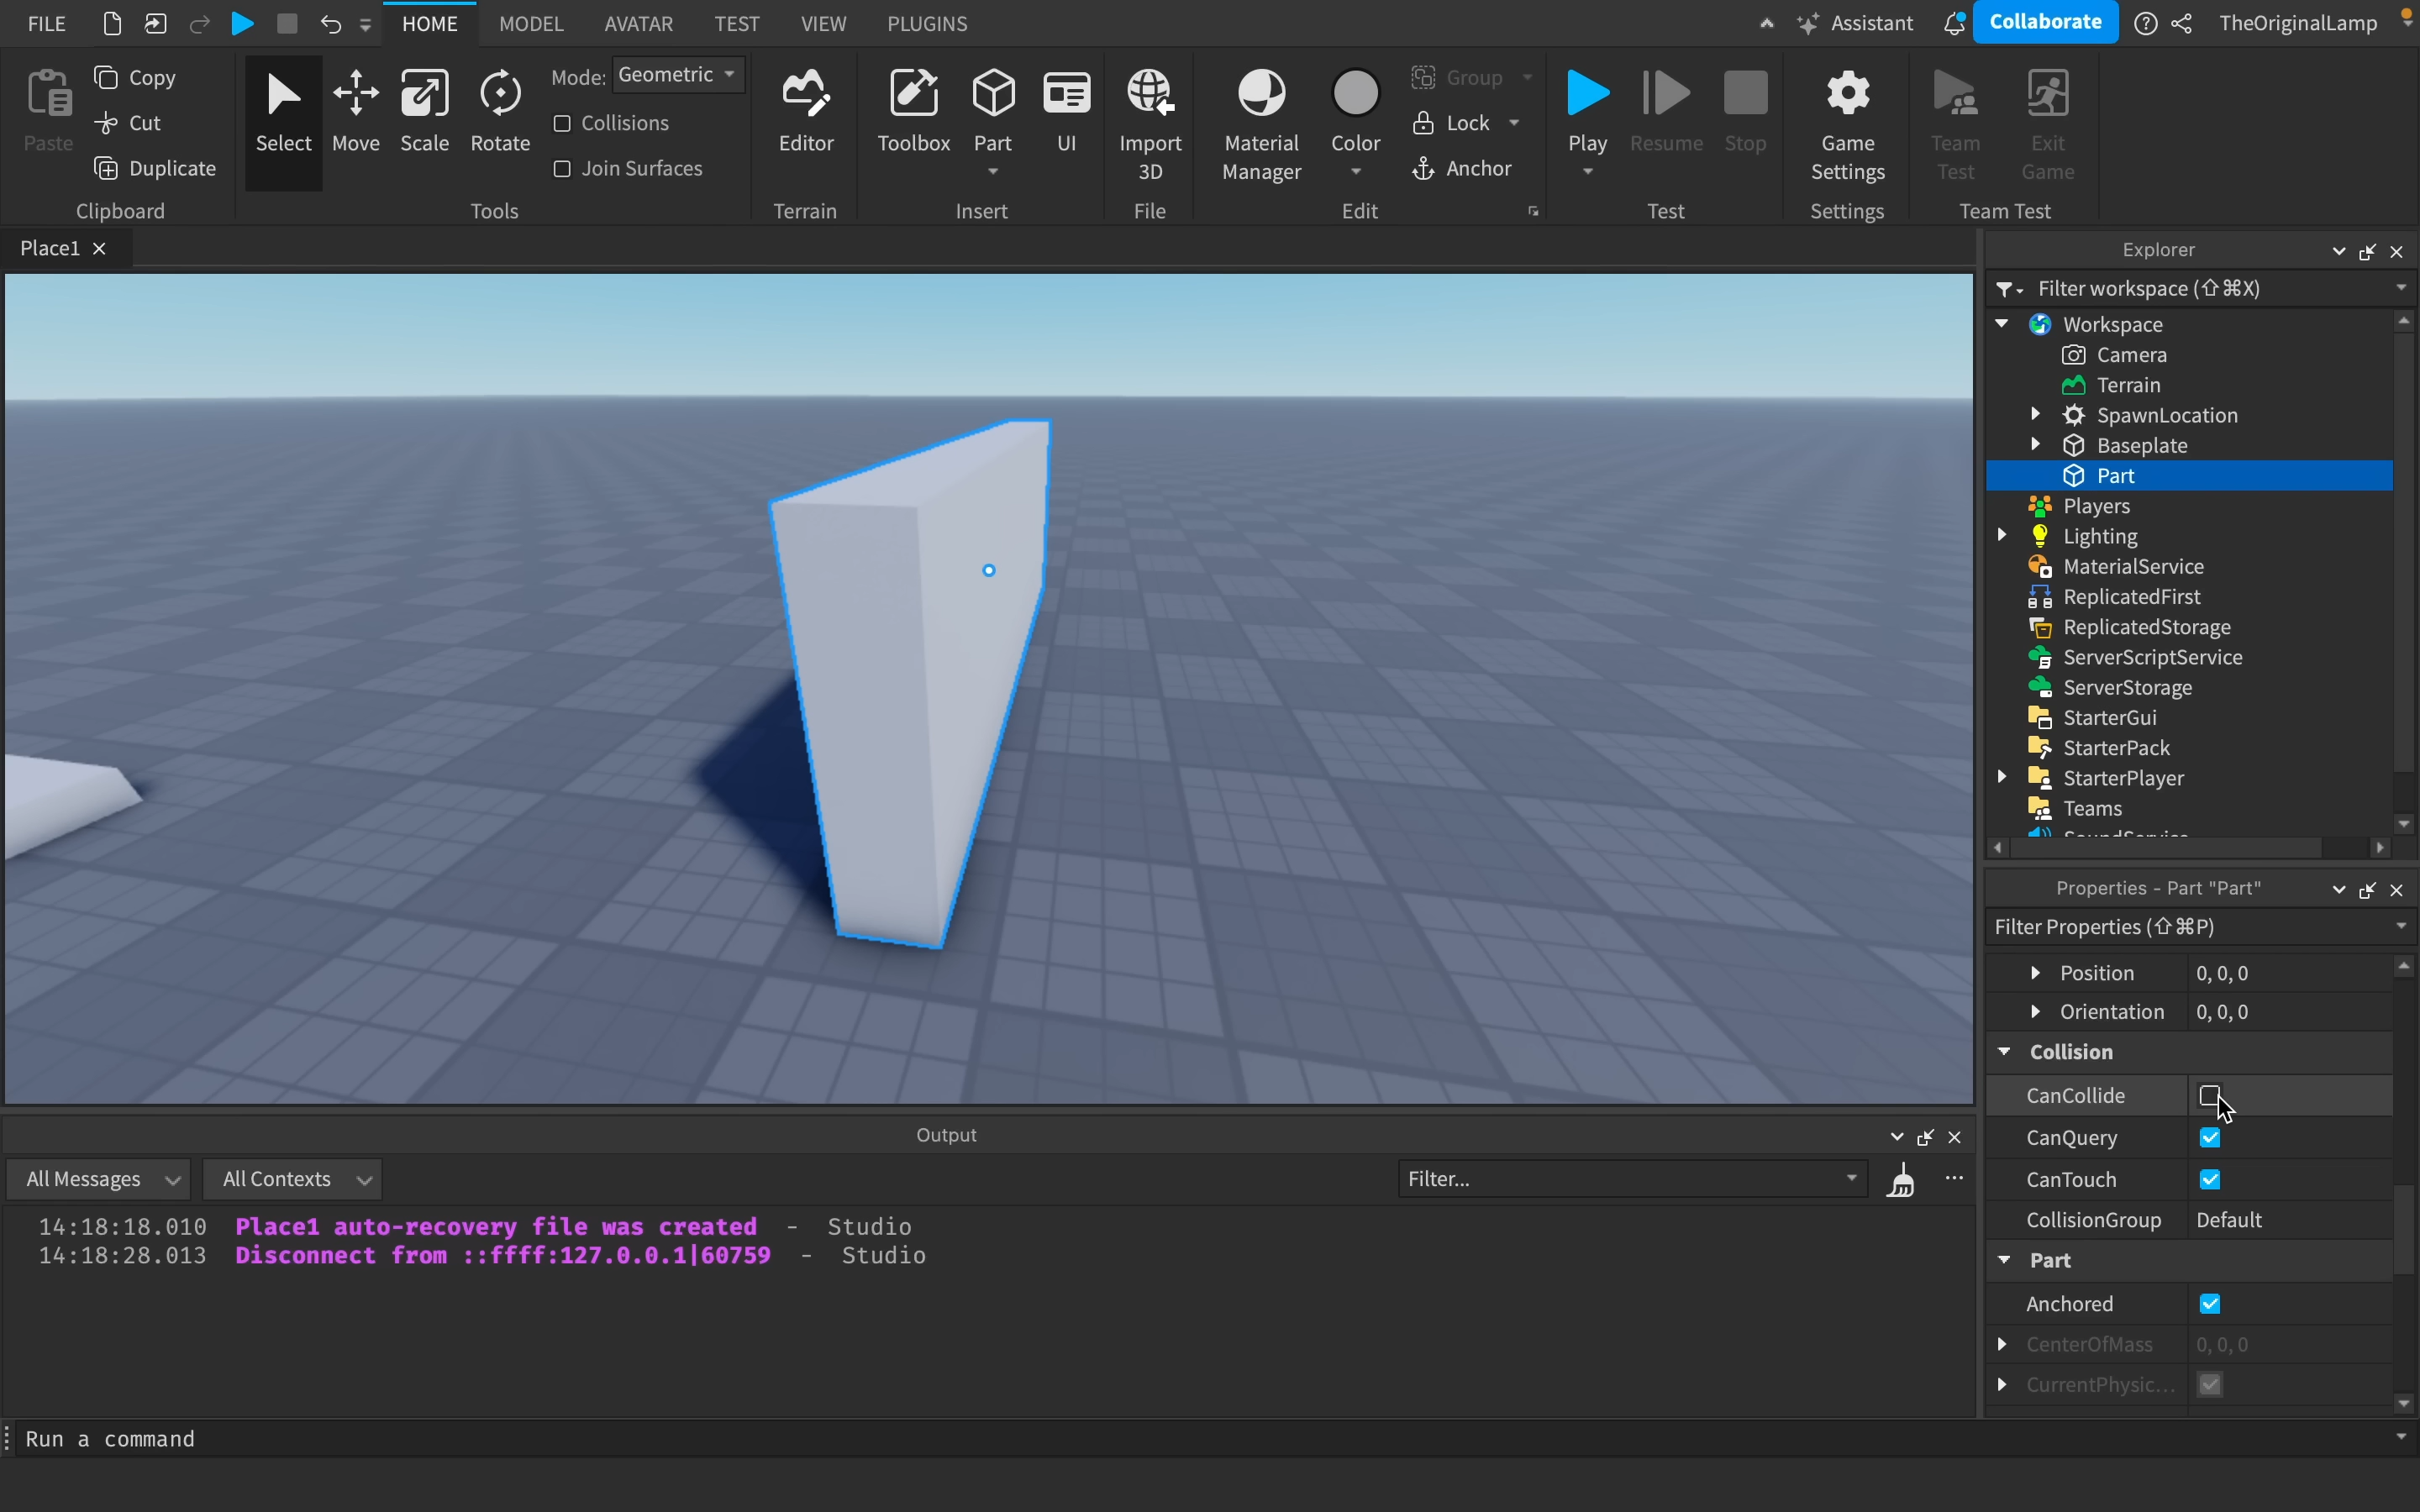 FILE HOME MODEL AVATAR TEST VIEW PLUGINS Assistant Collaborate TheOriginalLamp
Paste
Copy
Cut
Duplicate
Clipboard
Select Move Scale Rotate
Mode: Geometric
Collisions
Join Surfaces
Tools
Editor
Terrain
Toolbox Part UI
Insert
Import
3D
File
Material
Manager
Color
Group
Lock
Anchor
Edit
Play Resume Stop
Test
Game
Settings
Settings
Team
Test
Exit
Game
Team Test
Place1
Explorer
Filter workspace (⇧⌘X)
Workspace
Camera
Terrain
SpawnLocation
Baseplate
Part
Players
Lighting
MaterialService
ReplicatedFirst
ReplicatedStorage
ServerScriptService
ServerStorage
StarterGui
StarterPack
StarterPlayer
Teams
Properties - Part "Part"
Filter Properties (⇧⌘P)
Position 0, 0, 0
Orientation 0, 0, 0
Collision
CanCollide
CanQuery
CanTouch
CollisionGroup Default
Part
Anchored
CenterOfMass 0, 0, 0
CurrentPhysic...
Output
All Messages All Contexts Filter...
14:18:18.010 Place1 auto-recovery file was created - Studio
14:18:28.013 Disconnect from ::ffff:127.0.0.1|60759 - Studio
Run a command